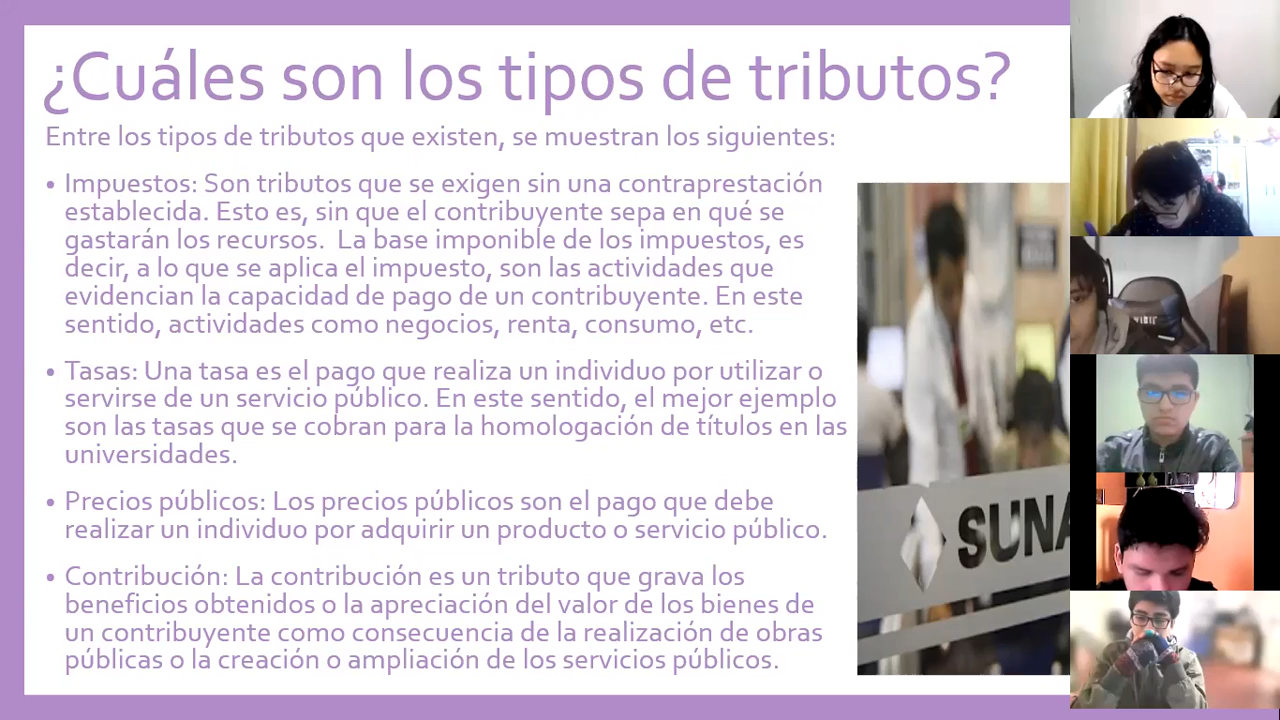 ¿Cuáles son los tipos de tributos?
Entre los tipos de tributos que existen, se muestran los siguientes:
• Impuestos: Son tributos que se exigen sin una contraprestación
establecida. Esto es, sin que el contribuyente sepa en qué se
gastarán los recursos. La base imponible de los impuestos, es
decir, a lo que se aplica el impuesto, son las actividades que
evidencian la capacidad de pago de un contribuyente. En este
sentido, actividades como negocios, renta, consumo, etc.
• Tasas: Una tasa es el pago que realiza un individuo por utilizar o
servirse de un servicio público. En este sentido, el mejor ejemplo
son las tasas que se cobran para la homologación de títulos en las
universidades.
• Precios públicos: Los precios públicos son el pago que debe
realizar un individuo por adquirir un producto o servicio público.
• Contribución: La contribución es un tributo que grava los
beneficios obtenidos o la apreciación del valor de los bienes de
un contribuyente como consecuencia de la realización de obras
públicas o la creación o ampliación de los servicios públicos.
SUNA